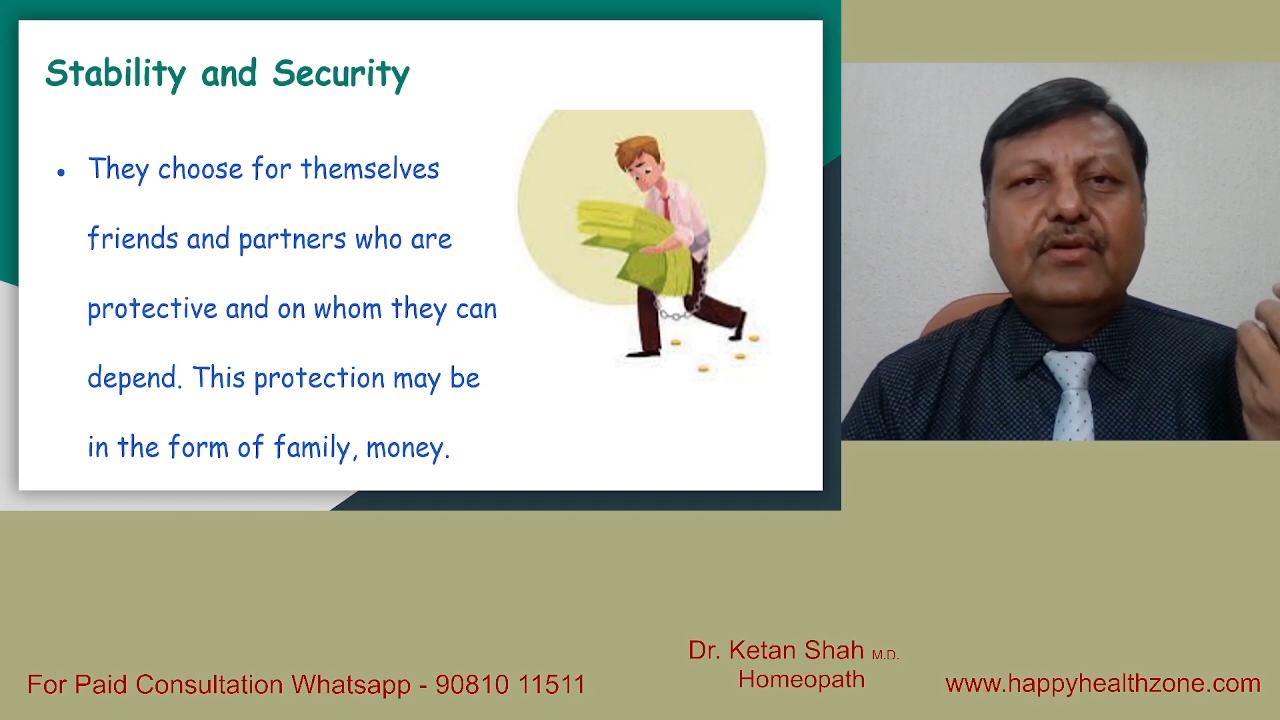 Stability and Security
• They choose for themselves
friends and partners who are
protective and on whom they can
depend. This protection may be
in the form of family, money.
Dr. Ketan Shah M.D.
Homeopath
For Paid Consultation Whatsapp - 90810 11511
www.happyhealthzone.com